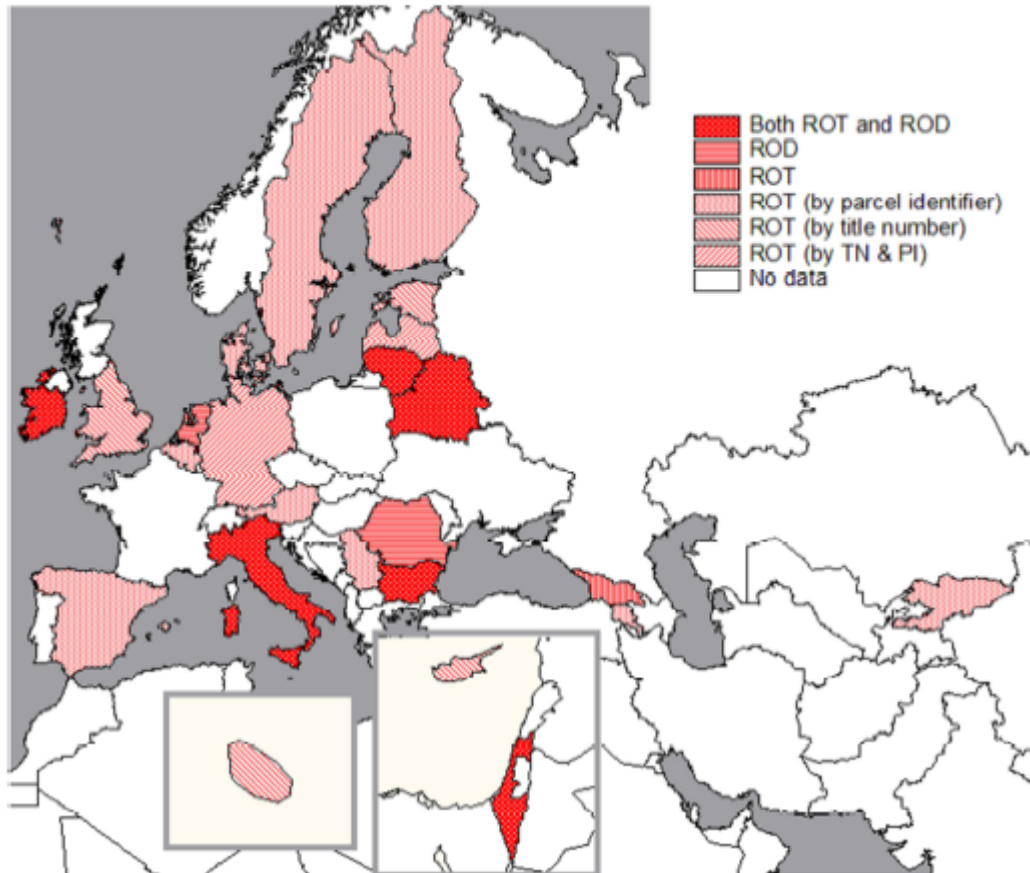 Both ROT and ROD
ROD
ROT
ROT (by parcel identifier)
ROT (by title number)
ROT (by TN & PI)
No data